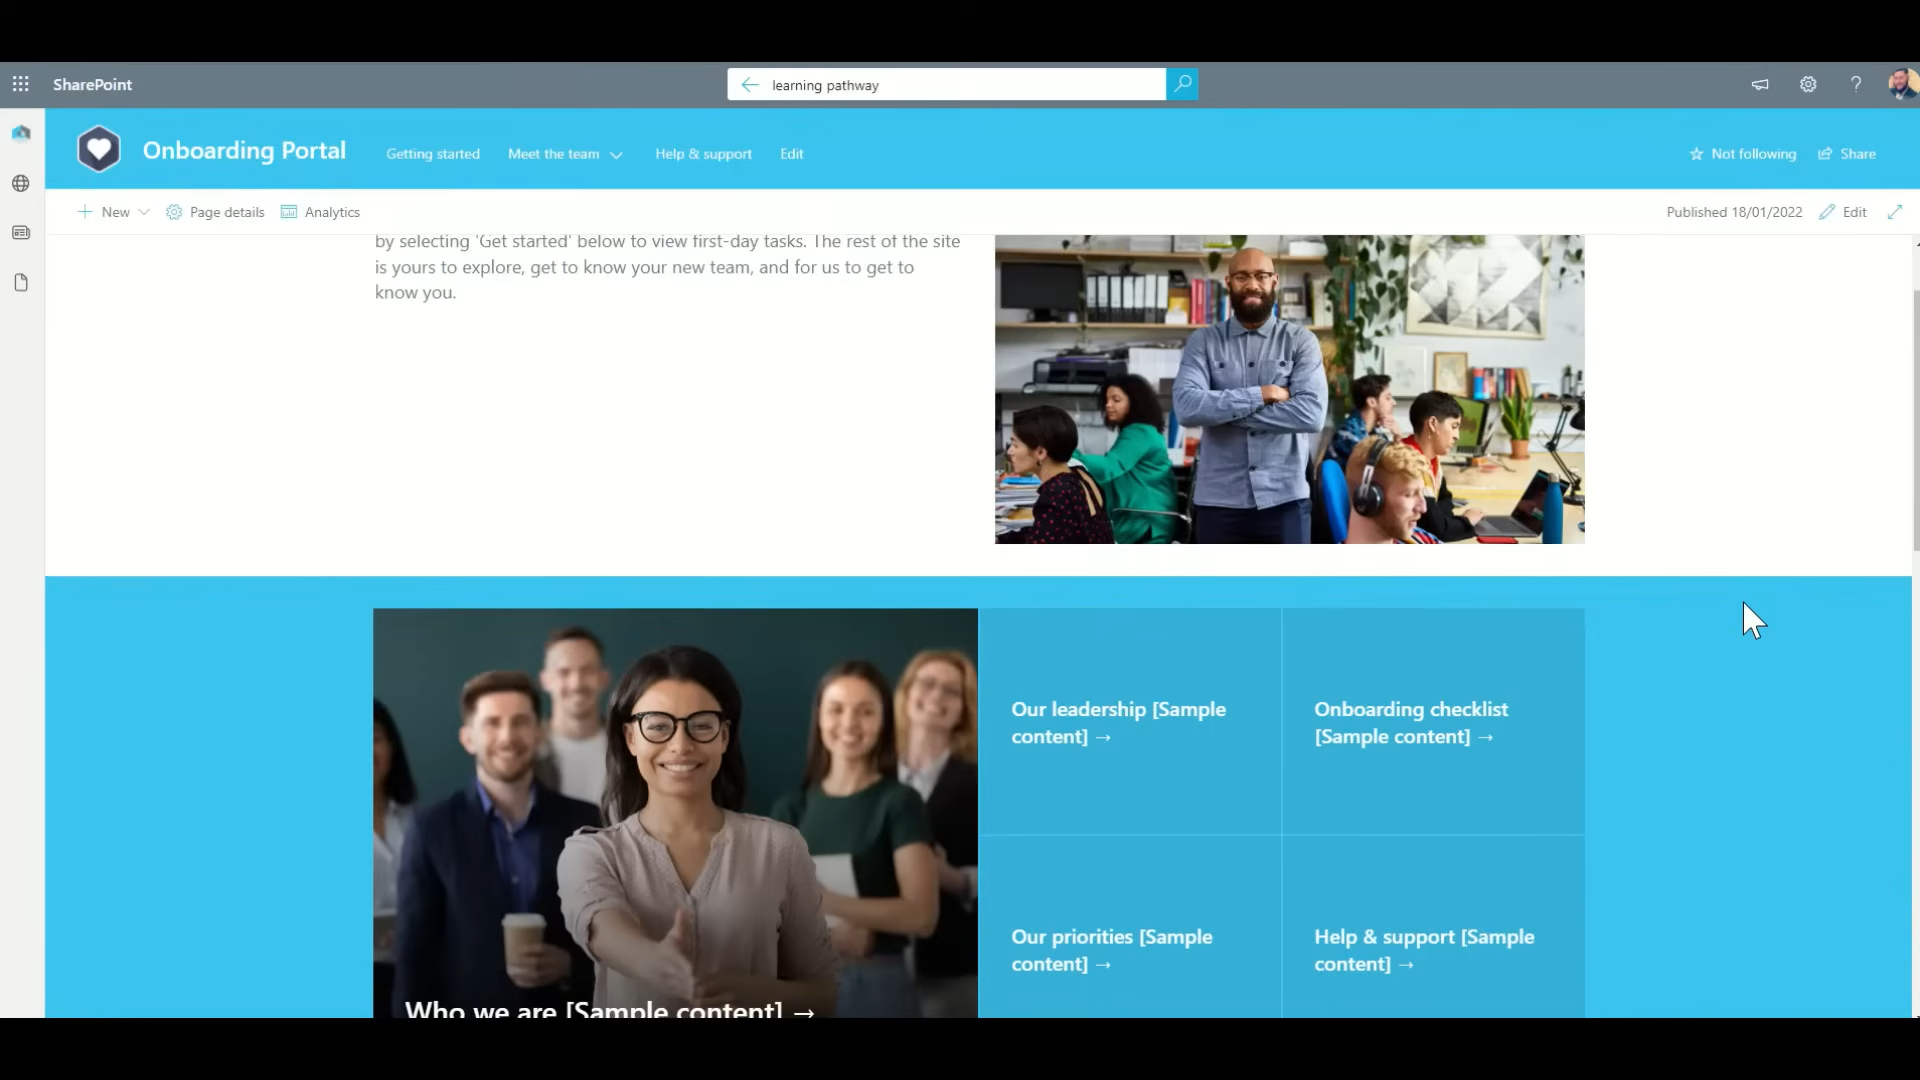 SharePoint
learning pathway
Onboarding Portal
Getting started
Meet the team
Help & support
Edit
Not following
Share
New
Page details
Analytics
Published 18/01/2022
Edit
by selecting 'Get started' below to view first-day tasks. The rest of the site
is yours to explore, get to know your new team, and for us to get to
know you.
Our leadership [Sample
content] →
Onboarding checklist
[Sample content] →
Our priorities [Sample
content] →
Help & support [Sample
content] →
Who we are [Sample content] →